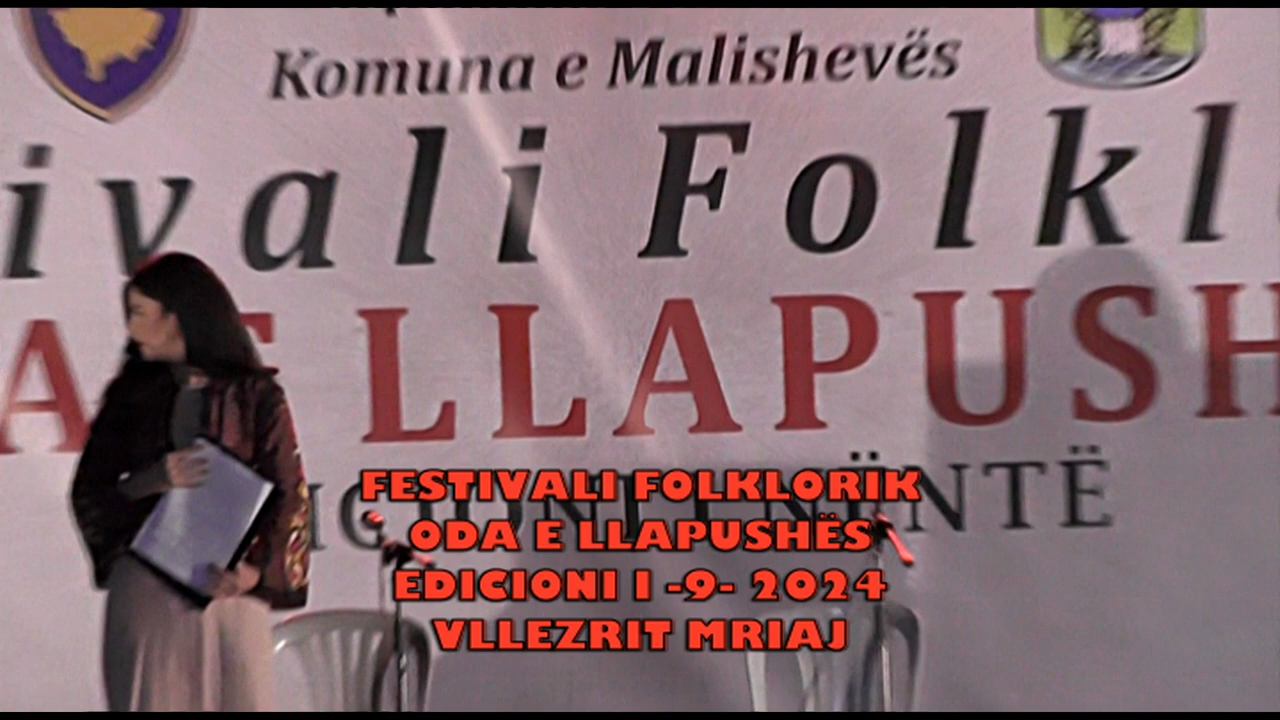 Komuna e Malishevës
ivali Folkl
A E LLAPUSH
NTË
FESTIVALI FOLKLORIK
ODA E LLAPUSHËS
EDICIONI I -9- 2024
VLLEZRIT MRIAJ